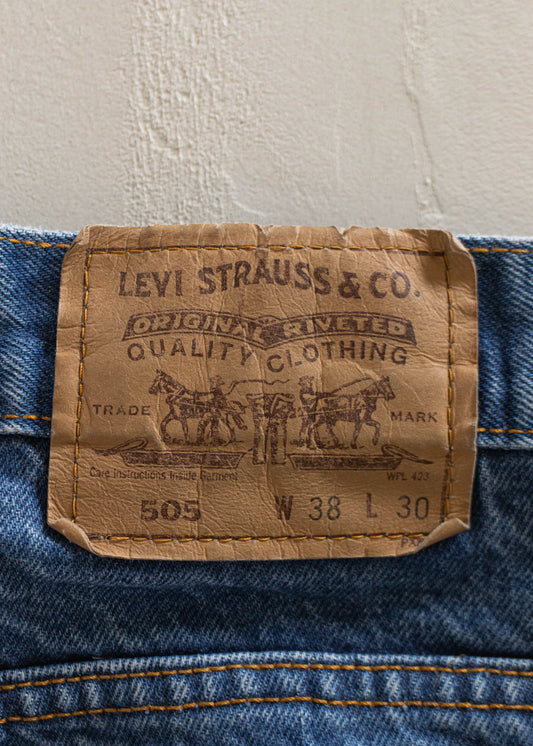 LEVI STRAUSS & CO.
ORIGINAL RIVETED
QUALITY CLOTHING
TRADE MARK
Care Instructions Inside Garment WPL 423
505 W 38 L 30